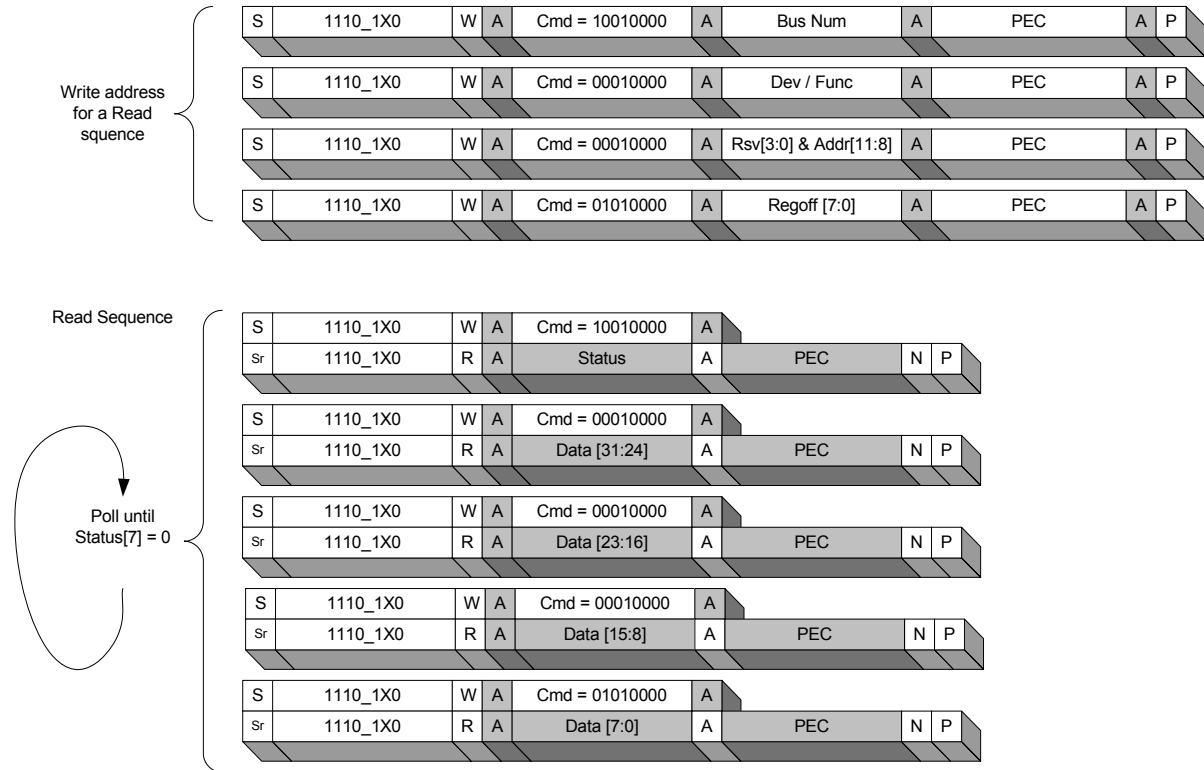 S 1110_1X0 W A Cmd = 10010000 A Bus Num A PEC A P
Write address
for a Read
squence
S 1110_1X0 W A Cmd = 00010000 A Dev / Func A PEC A P
S 1110_1X0 W A Cmd = 00010000 A Rsv[3:0] & Addr[11:8] A PEC A P
S 1110_1X0 W A Cmd = 01010000 A Regoff [7:0] A PEC A P
Read Sequence
S 1110_1X0 W A Cmd = 10010000 A
Sr 1110_1X0 R A Status A PEC N P
S 1110_1X0 W A Cmd = 00010000 A
Sr 1110_1X0 R A Data [31:24] A PEC N P
Poll until
Status[7] = 0
S 1110_1X0 W A Cmd = 00010000 A
Sr 1110_1X0 R A Data [23:16] A PEC N P
S 1110_1X0 W A Cmd = 00010000 A
Sr 1110_1X0 R A Data [15:8] A PEC N P
S 1110_1X0 W A Cmd = 01010000 A
Sr 1110_1X0 R A Data [7:0] A PEC N P